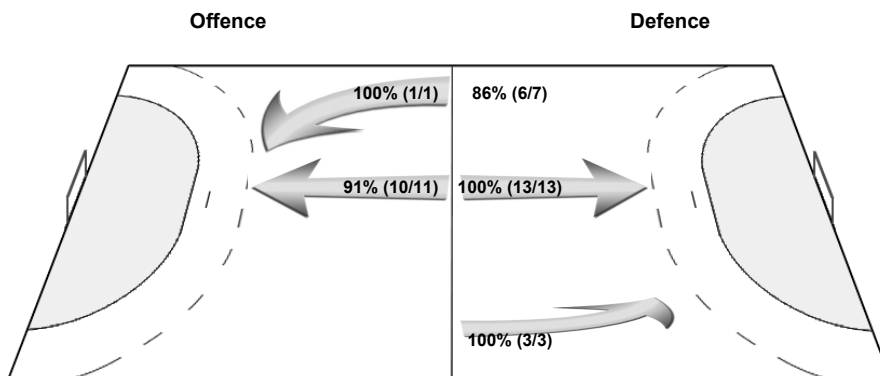 Offence
Defence
100% (1/1)
86% (6/7)
91% (10/11)
100% (13/13)
100% (3/3)